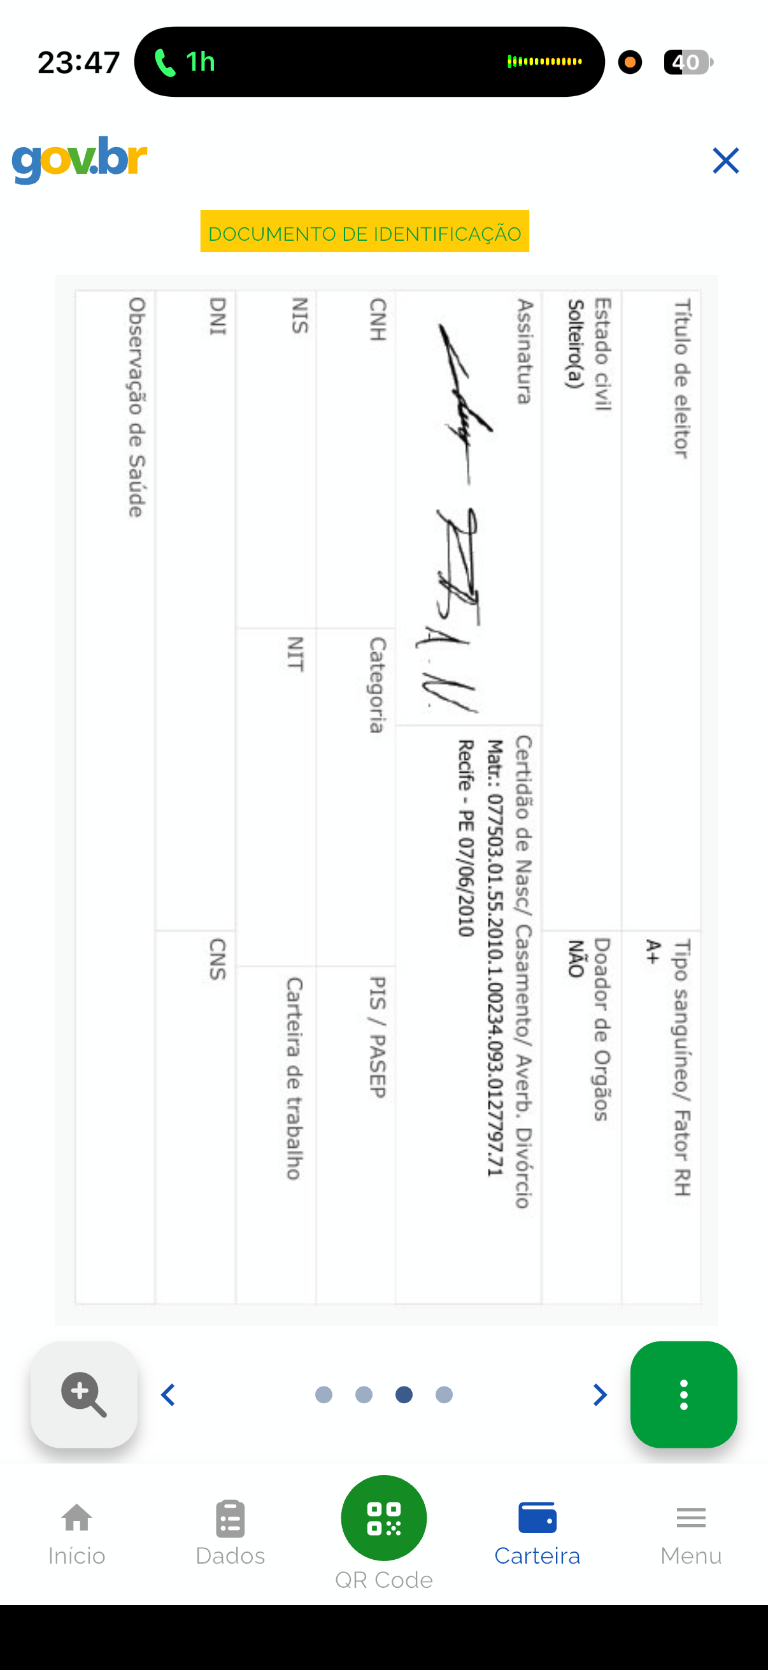 23:47
1h
40
gov.br
DOCUMENTO DE IDENTIFICAÇÃO
Título de eleitor
Tipo sanguíneo/ Fator RH
A+
Estado civil
Solteiro(a)
Doador de Orgãos
NÃO
Assinatura
Certidão de Nasc/ Casamento/ Averb. Divórcio
Matr.: 077503.01.55.2010.1.00234.093.0127797.71
Recife - PE 07/06/2010
CNH
Categoria
PIS / PASEP
NIS
NIT
Carteira de trabalho
DNI
CNS
Observação de Saúde
Início
Dados
QR Code
Carteira
Menu